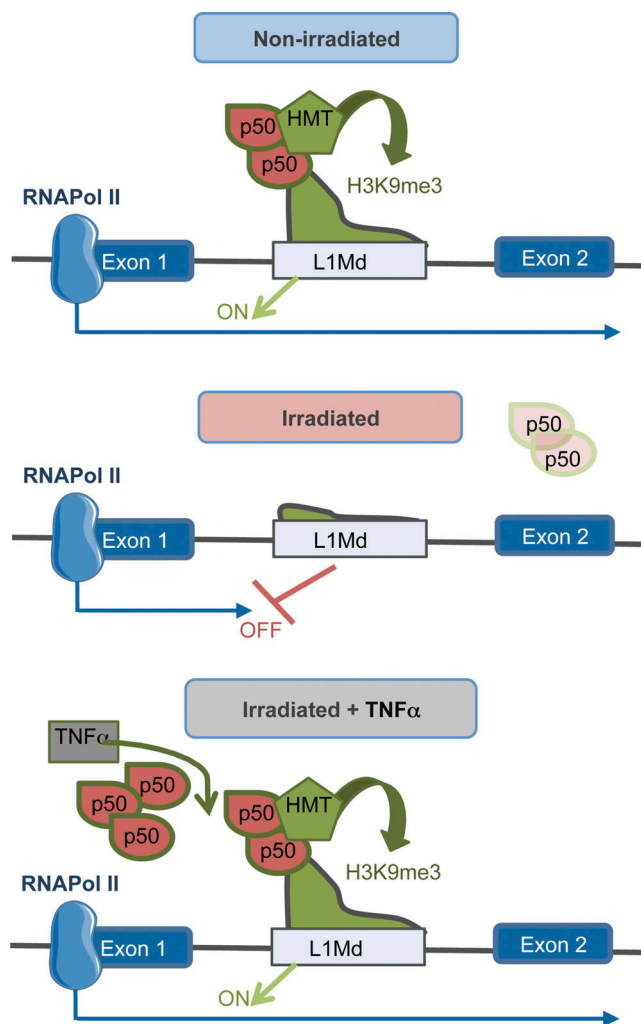 Non-irradiated
p50
HMT
p50
H3K9me3
RNAPol II
Exon 1
L1Md
Exon 2
ON
Irradiated
p50
p50
RNAPol II
Exon 1
L1Md
Exon 2
OFF
Irradiated + TNFα
TNFα
p50
p50
p50
p50
HMT
p50
H3K9me3
RNAPol II
Exon 1
L1Md
Exon 2
ON